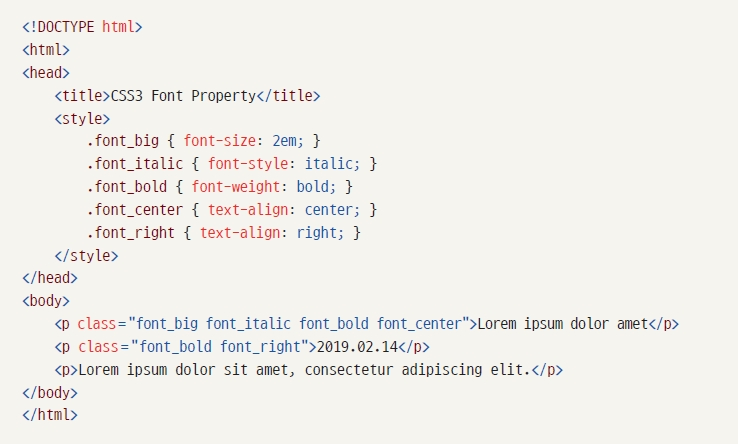 <!DOCTYPE html>
<html>
<head>
    <title>CSS3 Font Property</title>
    <style>
        .font_big { font-size: 2em; }
        .font_italic { font-style: italic; }
        .font_bold { font-weight: bold; }
        .font_center { text-align: center; }
        .font_right { text-align: right; }
    </style>
</head>
<body>
    <p class="font_big font_italic font_bold font_center">Lorem ipsum dolor amet</p>
    <p class="font_bold font_right">2019.02.14</p>
    <p>Lorem ipsum dolor sit amet, consectetur adipiscing elit.</p>
</body>
</html>